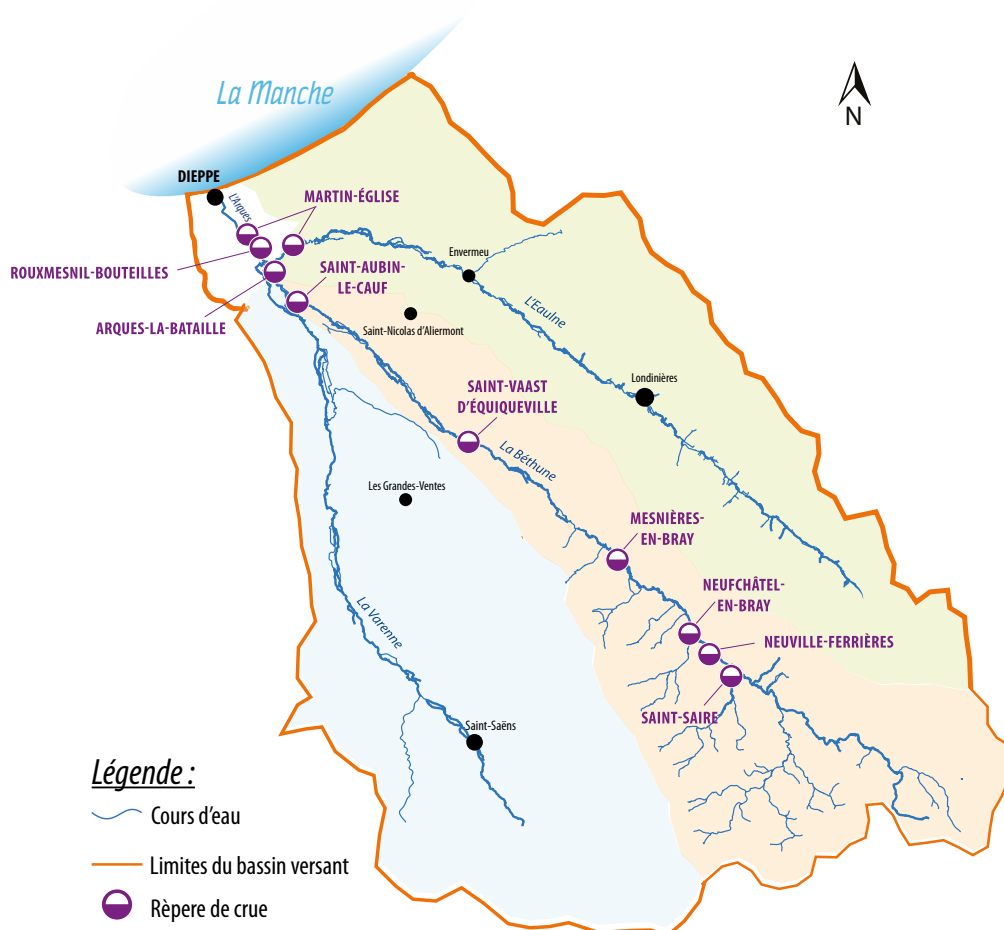 La Manche
N
DIEPPE
L'Arques
MARTIN-ÉGLISE
ROUXMESNIL-BOUTEILLES
SAINT-AUBIN-
LE-CAUF
ARQUES-LA-BATAILLE
Envermeu
L'Eaulne
Saint-Nicolas d'Aliermont
Londinières
SAINT-VAAST
D'ÉQUIQUEVILLE
La Béthune
Les Grandes-Ventes
MESNIÈRES-
EN-BRAY
NEUFCHÂTEL-
EN-BRAY
La Varenne
NEUVILLE-FERRIÈRES
SAINT-SAIRE
Saint-Saëns
Légende :
Cours d'eau
Limites du bassin versant
Règpere de crue